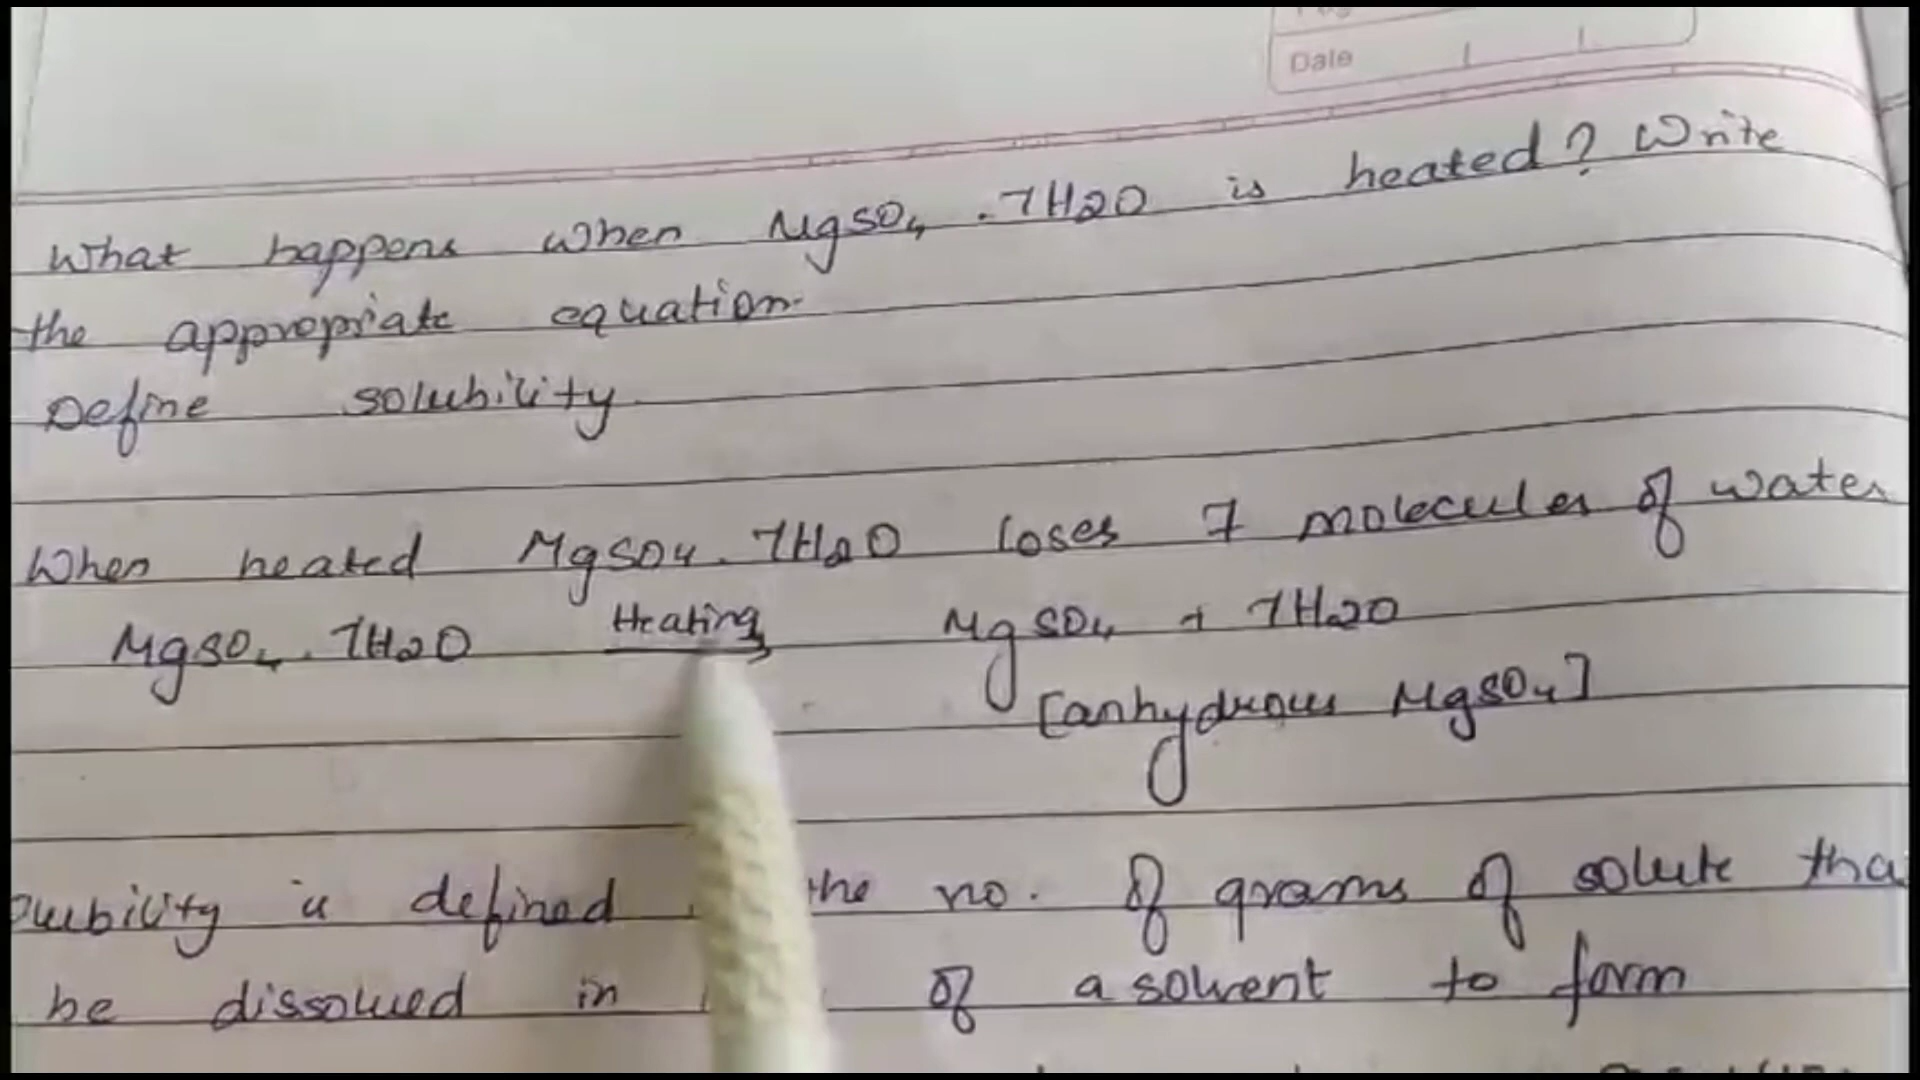 Date
What happens when MgSO₄ .7H2O is heated? Write
the appropriate equation.
Define solubility
When heated MgSO4. 7H2O loses 7 molecules of water
MgSO₄. 7H2O Heating MgSO₄ + 7H2O
[anhydrous MgSO₄]
is defined the no. of grams of solute
be dissolved in of a solvent to form